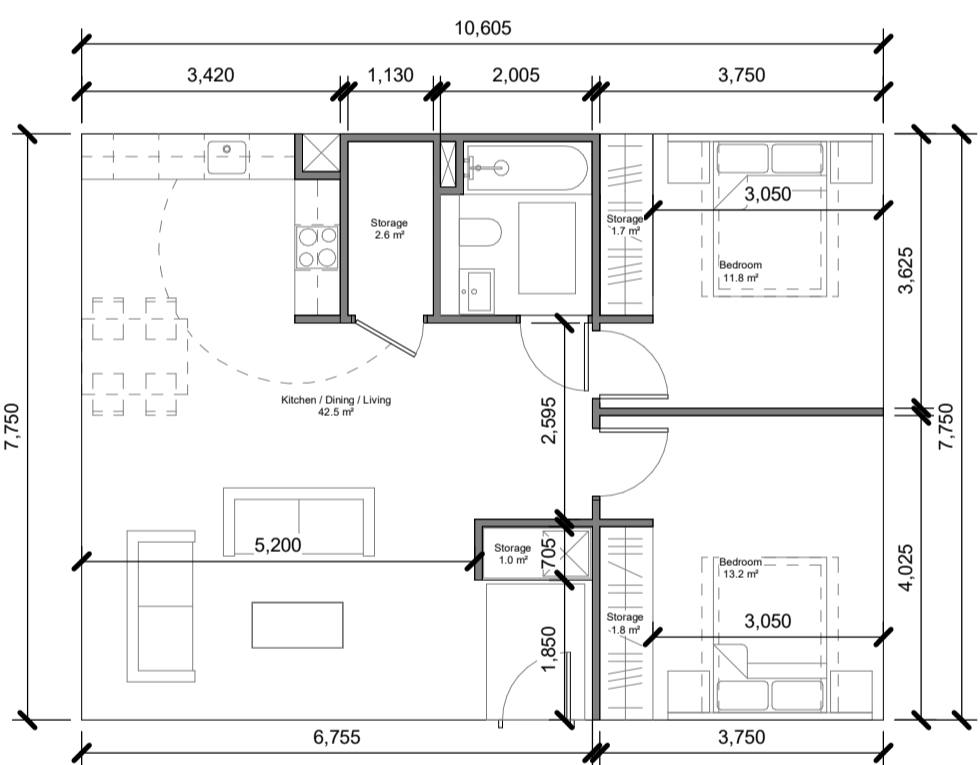 10,605
3,420
1,130
2,005
3,750
Storage
2.6 m²
Storage
1.7 m²
3,050
Bedroom
11.8 m²
3,625
Kitchen / Dining / Living
42.5 m²
7,750
2,595
7,750
5,200
Storage
1.0 m²
705
Bedroom
13.2 m²
4,025
Storage
1.8 m²
3,050
1,850
6,755
3,750